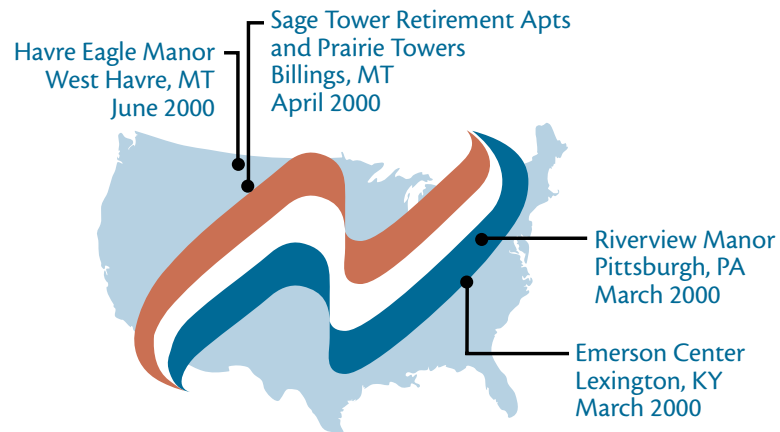 Sage Tower Retirement Apts
and Prairie Towers
Billings, MT
April 2000
Havre Eagle Manor
West Havre, MT
June 2000
Riverview Manor
Pittsburgh, PA
March 2000
Emerson Center
Lexington, KY
March 2000